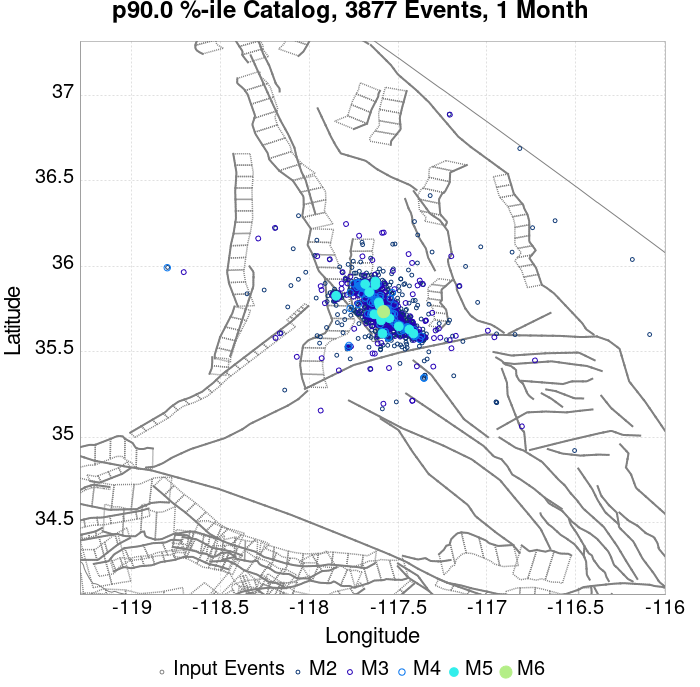 p90.0 %-ile Catalog, 3877 Events, 1 Month
37
36.5
36
35.5
35
34.5
Latitude
-119 -118.5 -118 -117.5 -117 -116.5 -116
Longitude
Input Events M2 M3 M4 M5 M6